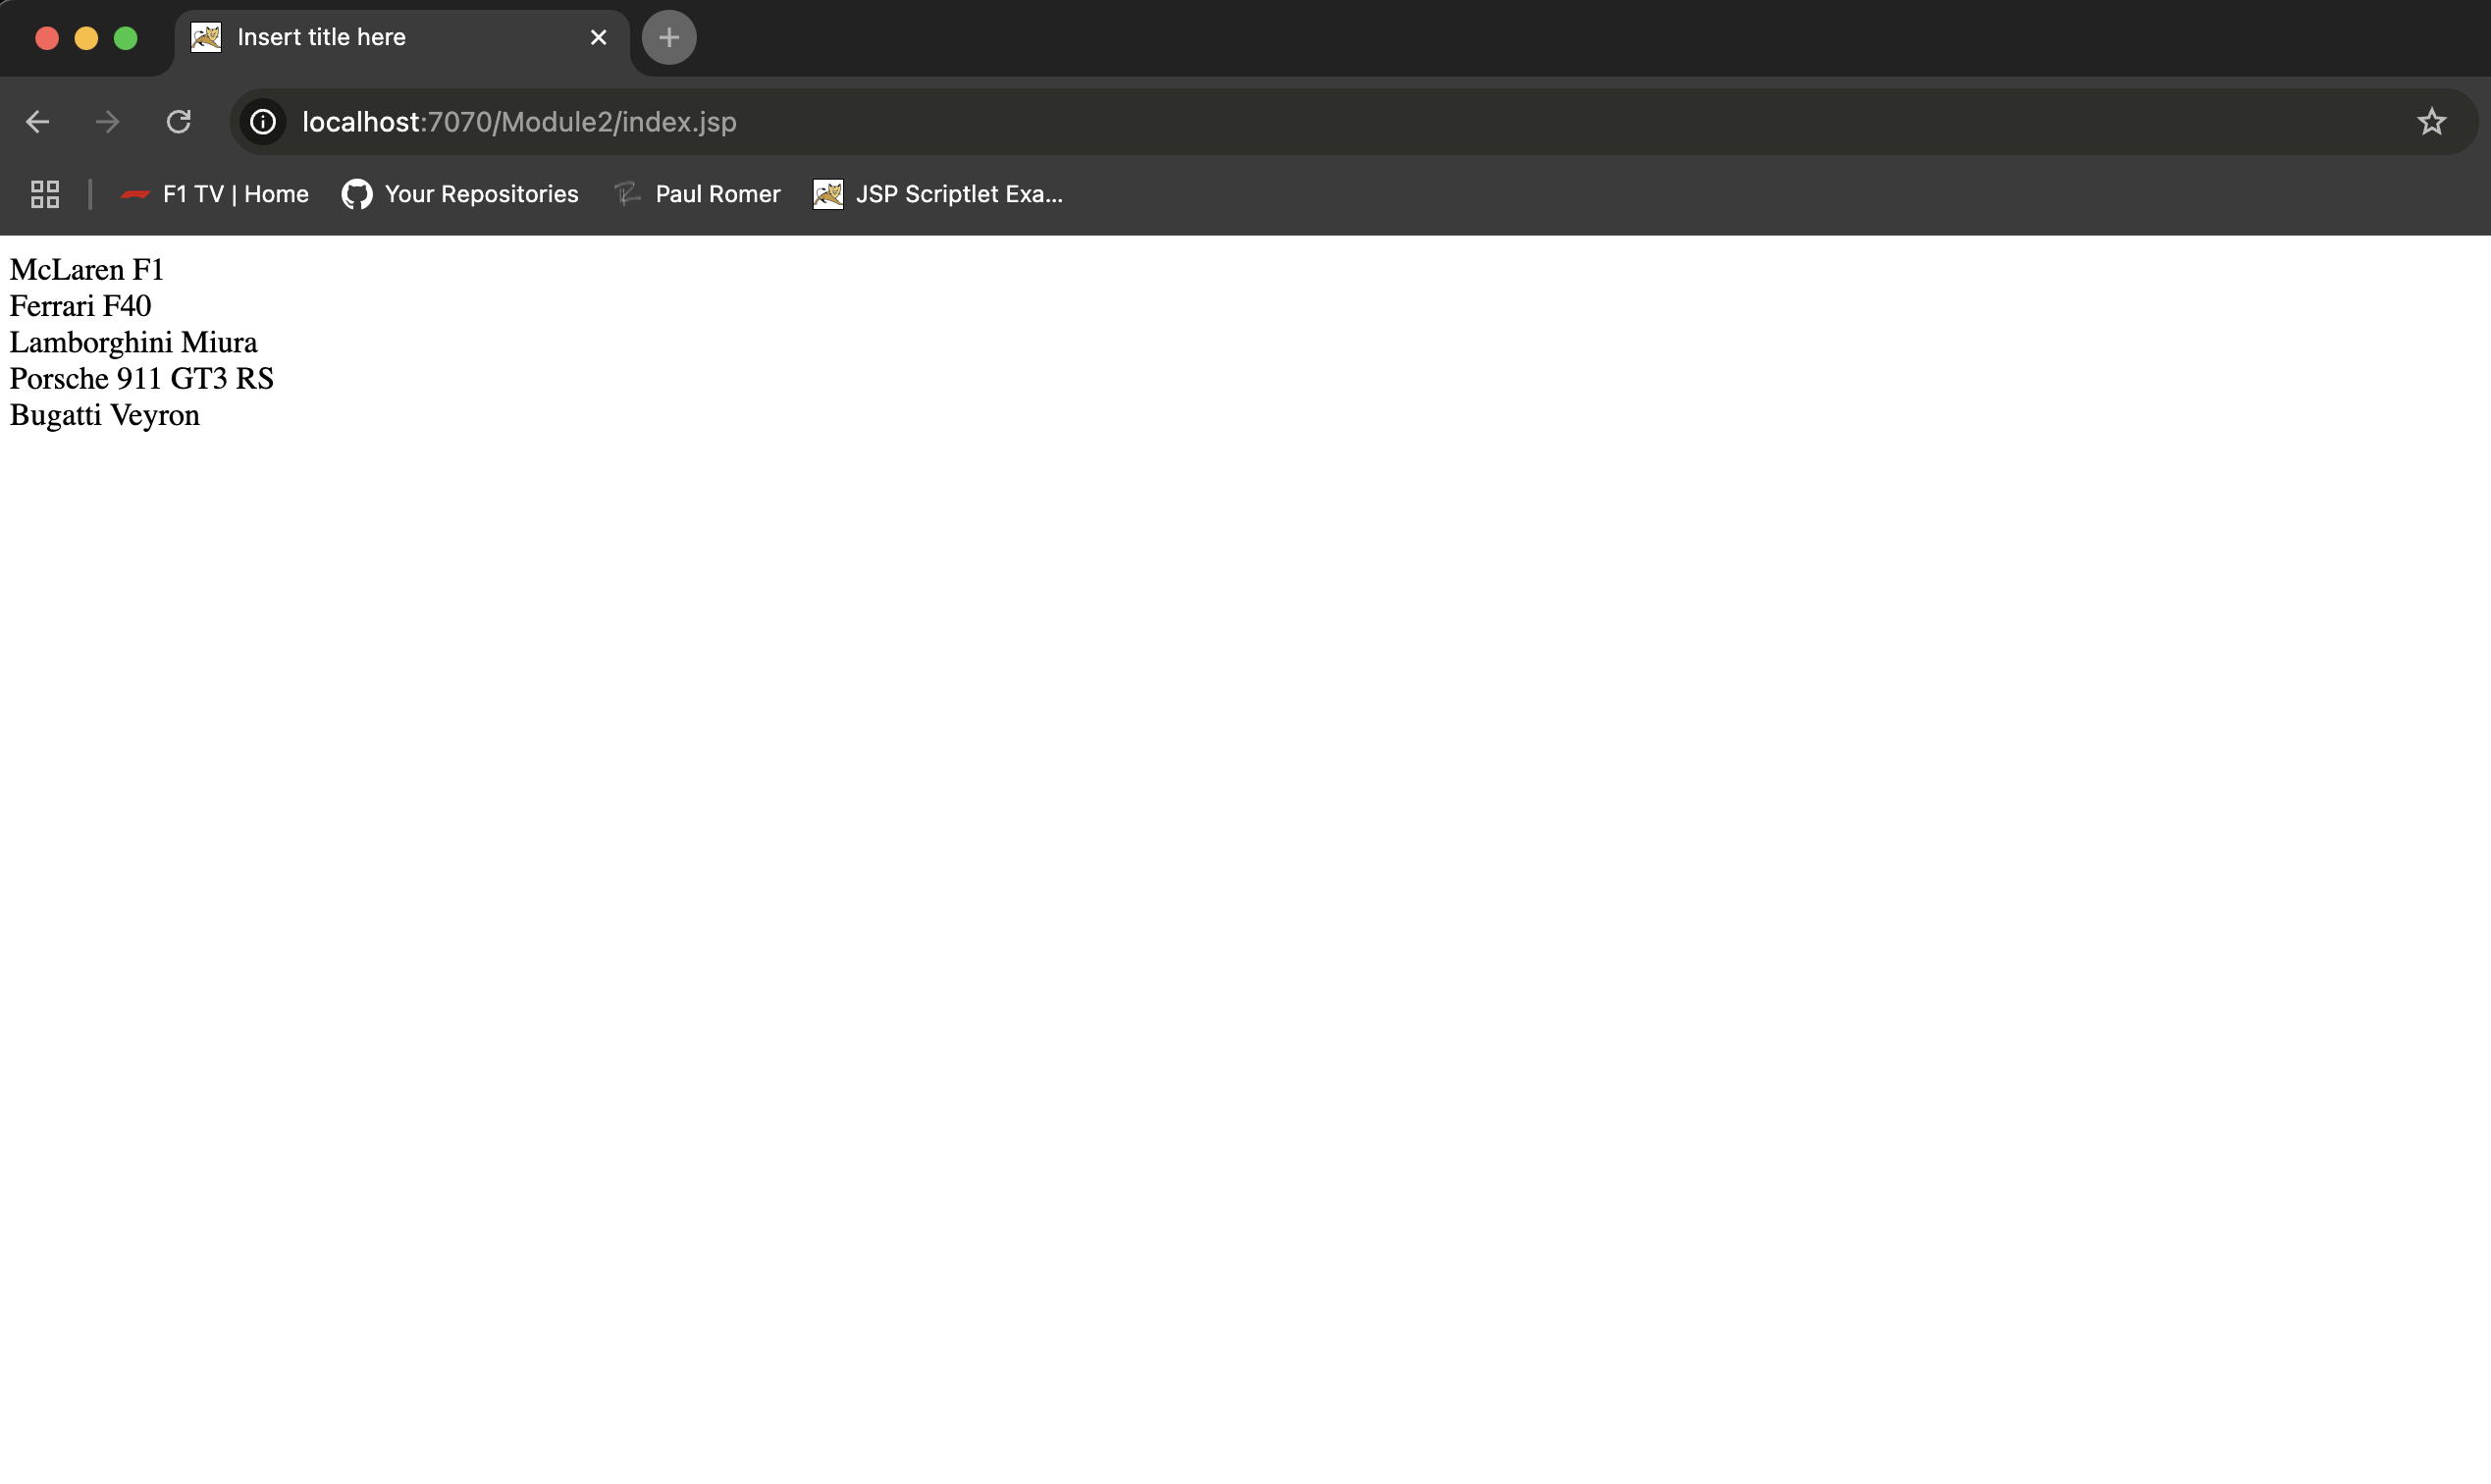 Insert title here
localhost:7070/Module2/index.jsp
F1 TV | Home
Your Repositories
Paul Romer
JSP Scriptlet Exa...
McLaren F1
Ferrari F40
Lamborghini Miura
Porsche 911 GT3 RS
Bugatti Veyron